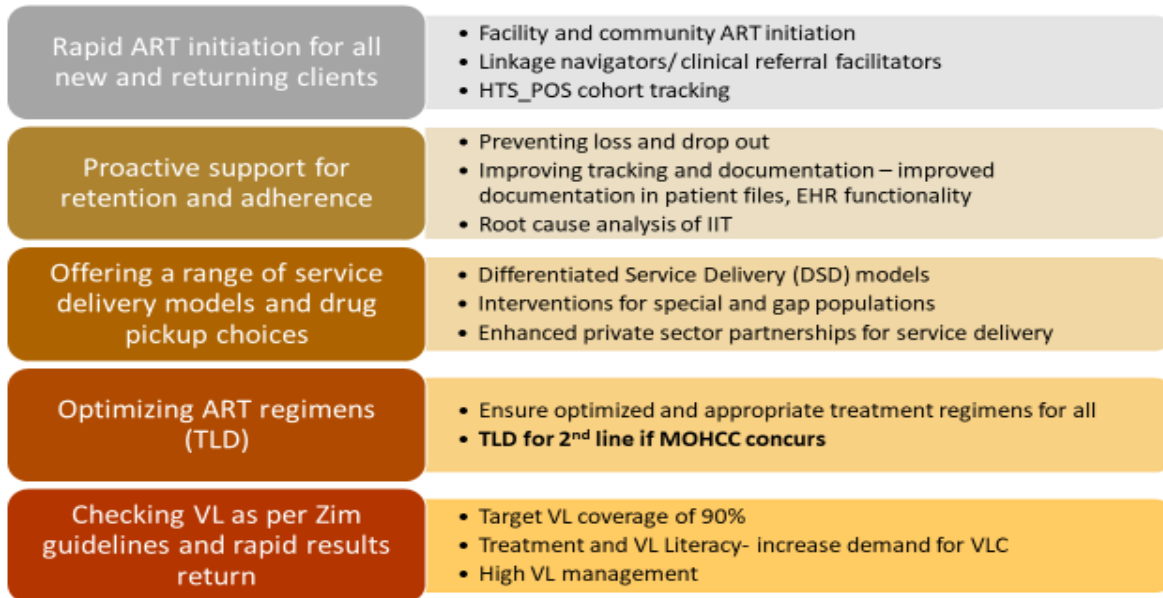 Rapid ART initiation for all
new and returning clients
• Facility and community ART initiation
• Linkage navigators/ clinical referral facilitators
• HTS_POS cohort tracking
Proactive support for
retention and adherence
• Preventing loss and drop out
• Improving tracking and documentation – improved
documentation in patient files, EHR functionality
• Root cause analysis of IIT
Offering a range of service
delivery models and drug
pickup choices
• Differentiated Service Delivery (DSD) models
• Interventions for special and gap populations
• Enhanced private sector partnerships for service delivery
Optimizing ART regimens
(TLD)
• Ensure optimized and appropriate treatment regimens for all
• TLD for 2nd line if MOHCC concurs
Checking VL as per Zim
guidelines and rapid results
return
• Target VL coverage of 90%
• Treatment and VL Literacy- increase demand for VLC
• High VL management